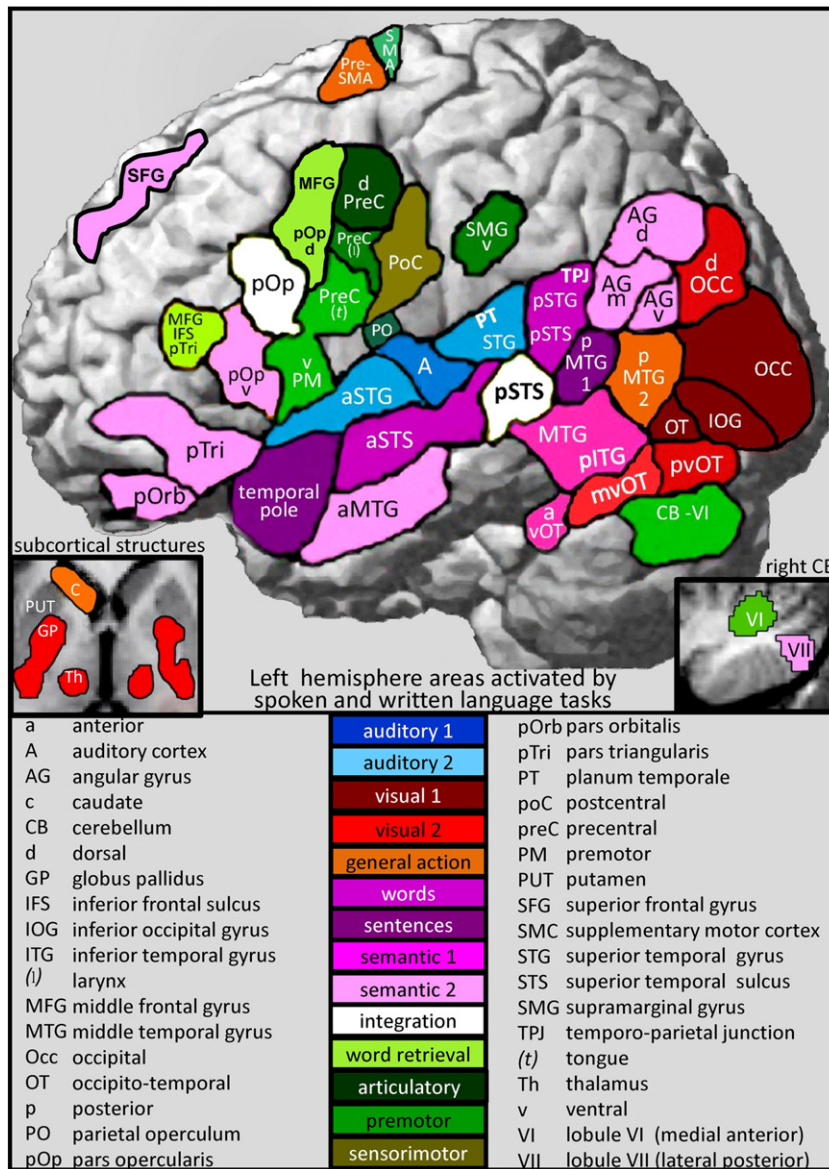 S
M
A
Pre-
SMA
SFG
MFG
pOp
d
d
PreC
PreC
(l)
PoC
SMG
v
AG
d
d
OCC
AG
m
AG
v
TPJ
pSTG
pSTS
pOp
PreC
(t)
PO
PT
STG
MFG
IFS
pTri
pOp
v
v
PM
A
aSTG
p
MTG
1
p
MTG
2
OCC
pSTS
aSTS
OT
IOG
pTri
MTG
pITG
pvOT
mvOT
pOrb
temporal
pole
aMTG
a
vOT
CB -VI
subcortical structures
right CB
C
PUT
GP
Th
VI
VII
Left hemisphere areas activated by
spoken and written language tasks
a anterior
A auditory cortex
AG angular gyrus
c caudate
CB cerebellum
d dorsal
GP globus pallidus
IFS inferior frontal sulcus
IOG inferior occipital gyrus
ITG inferior temporal gyrus
(l) larynx
MFG middle frontal gyrus
MTG middle temporal gyrus
Occ occipital
OT occipito-temporal
p posterior
PO parietal operculum
pOp pars opercularis
auditory 1
auditory 2
visual 1
visual 2
general action
words
sentences
semantic 1
semantic 2
integration
word retrieval
articulatory
premotor
sensorimotor
pOrb pars orbitalis
pTri pars triangularis
PT planum temporale
poC postcentral
preC precentral
PM premotor
PUT putamen
SFG superior frontal gyrus
SMC supplementary motor cortex
STG superior temporal gyrus
STS superior temporal sulcus
SMG supramarginal gyrus
TPJ temporo-parietal junction
(t) tongue
Th thalamus
v ventral
VI lobule VI (medial anterior)
VII lobule VII (lateral posterior)